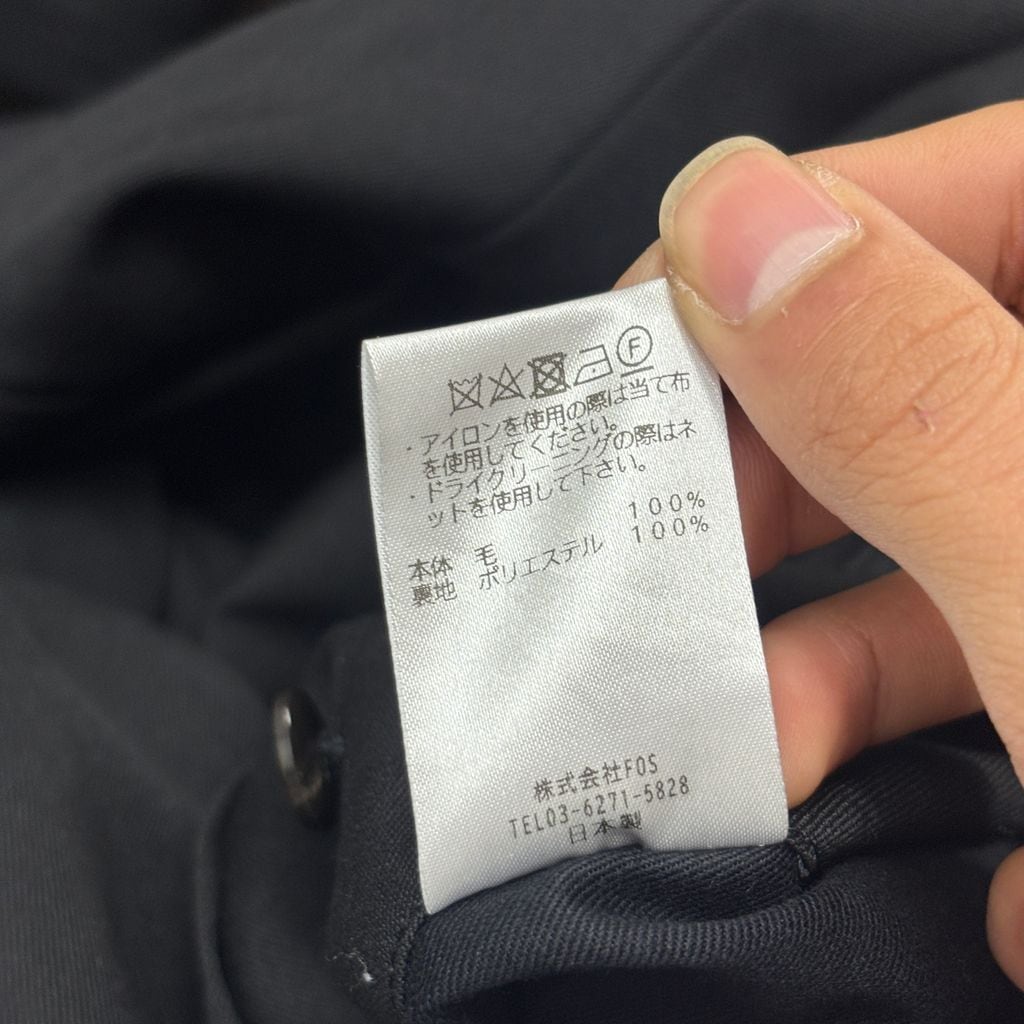 Ⓕ
・アイロンを使用の際は当て布
を使用してください。
・ドライクリーニングの際はネ
ットを使用して下さい。
本体 毛 100%
裏地 ポリエステル 100%
株式会社FOS
TEL03-6271-5828
日本製